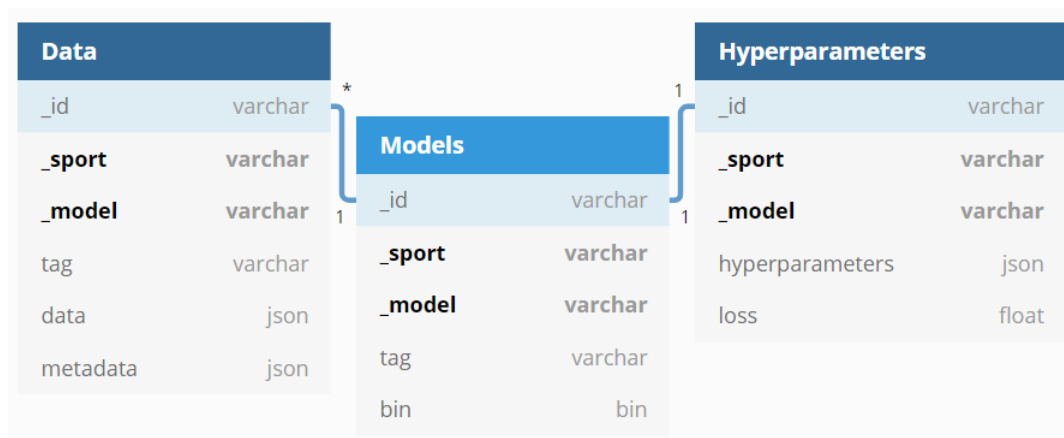 Data
_id varchar
_sport varchar
_model varchar
tag varchar
data json
metadata json
*
1
Models
_id varchar
_sport varchar
_model varchar
tag varchar
bin bin
1
1
Hyperparameters
_id varchar
_sport varchar
_model varchar
hyperparameters json
loss float